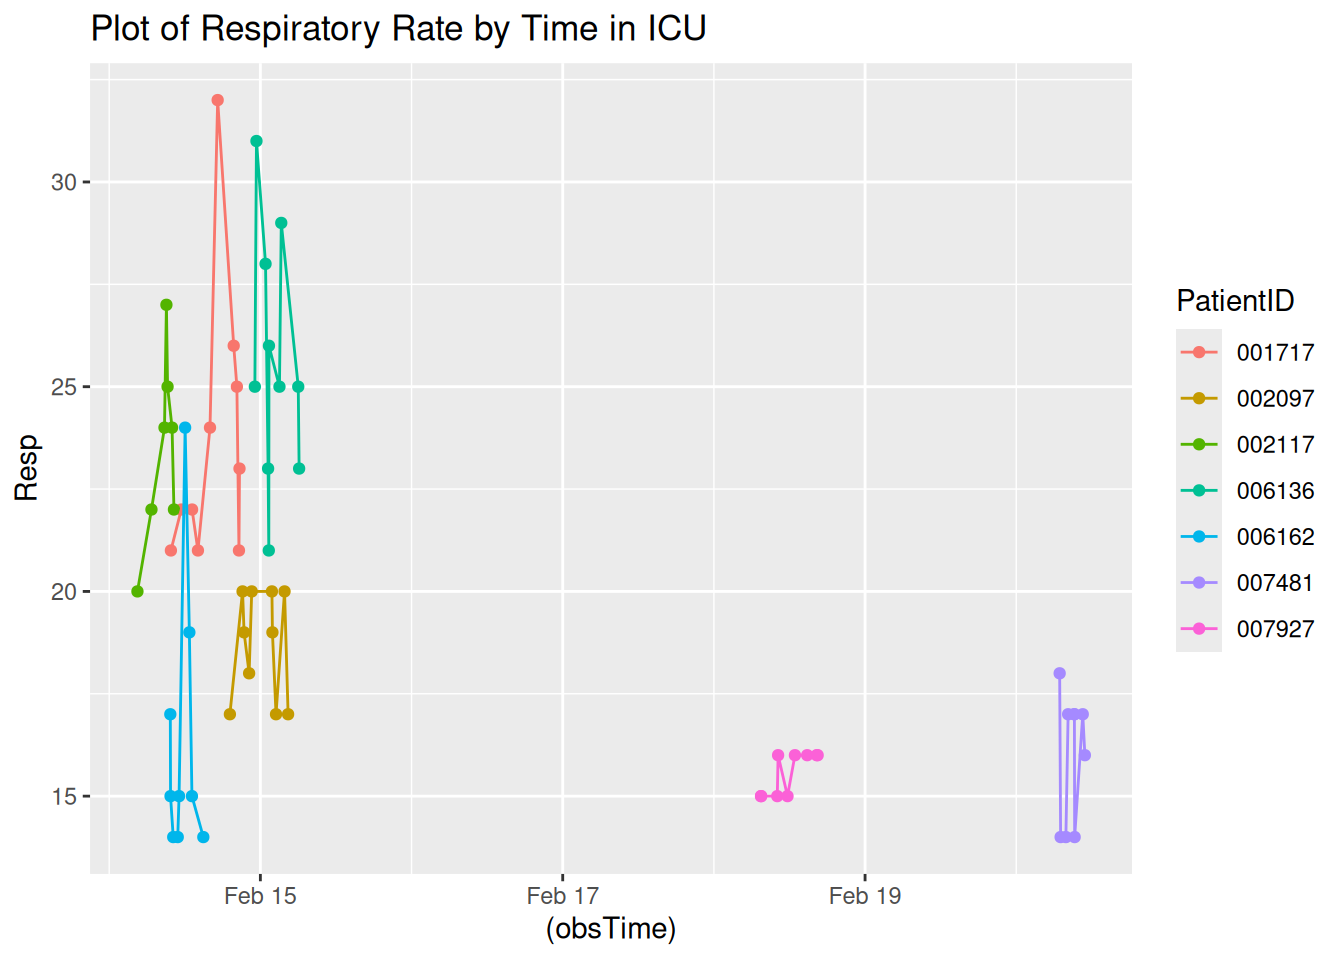 Plot of Respiratory Rate by Time in ICU
Resp
30
25
20
15
Feb 15
Feb 17
Feb 19
(obsTime)
PatientID
001717
002097
002117
006136
006162
007481
007927